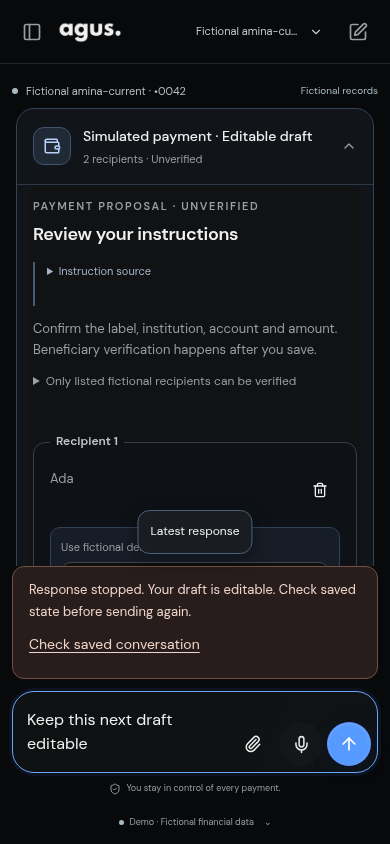 agus.
Fictional amina-cu...
Fictional amina-current · •0042
Fictional records
Simulated payment · Editable draft
2 recipients · Unverified
PAYMENT PROPOSAL · UNVERIFIED
Review your instructions
Instruction source
Confirm the label, institution, account and amount.
Beneficiary verification happens after you save.
Only listed fictional recipients can be verified
Recipient 1
Ada
Latest response
Use fictional
Response stopped. Your draft is editable. Check saved
state before sending again.
Check saved conversation
Keep this next draft
editable
You stay in control of every payment.
Demo · Fictional financial data